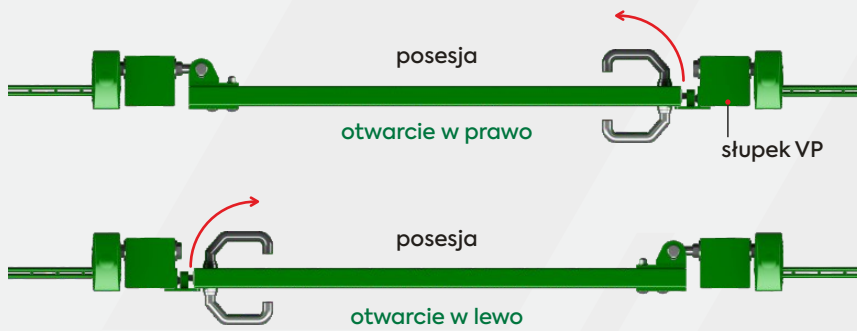 posesja
otwarcie w prawo
słupek VP
posesja
otwarcie w lewo